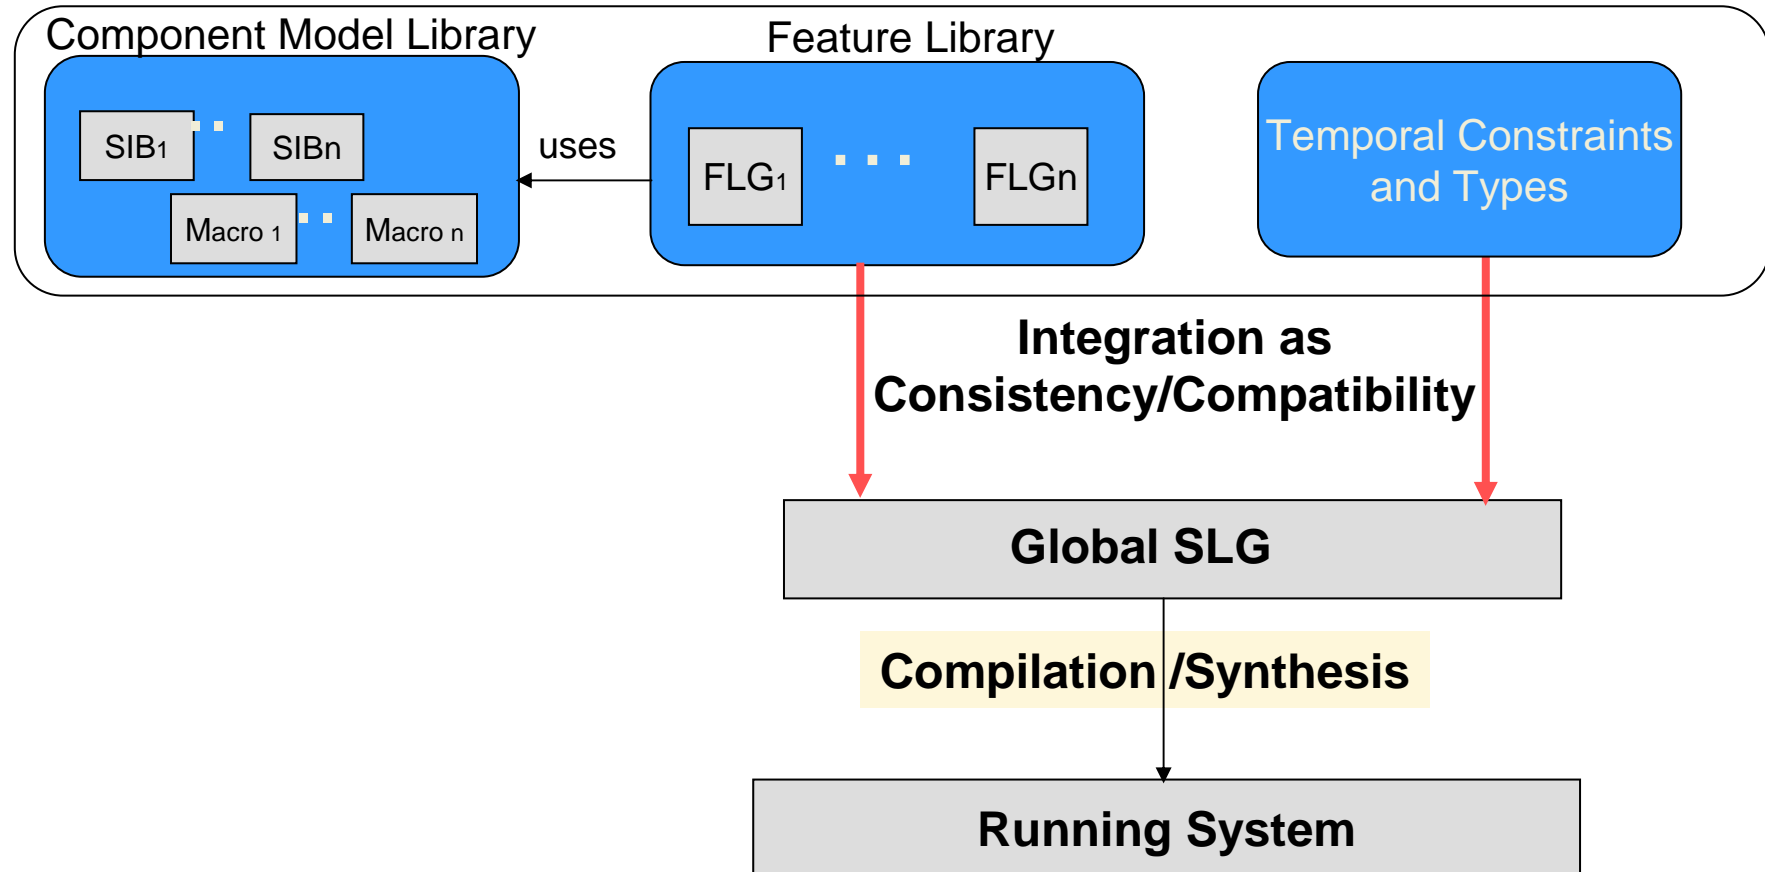 Component Model Library
Feature Library
SIB1 .. SIBn
uses
FLG1 ... FLGn
Temporal Constraints
and Types
Macro 1 .. Macro n
Integration as
Consistency/Compatibility
Global SLG
Compilation /Synthesis
Running System